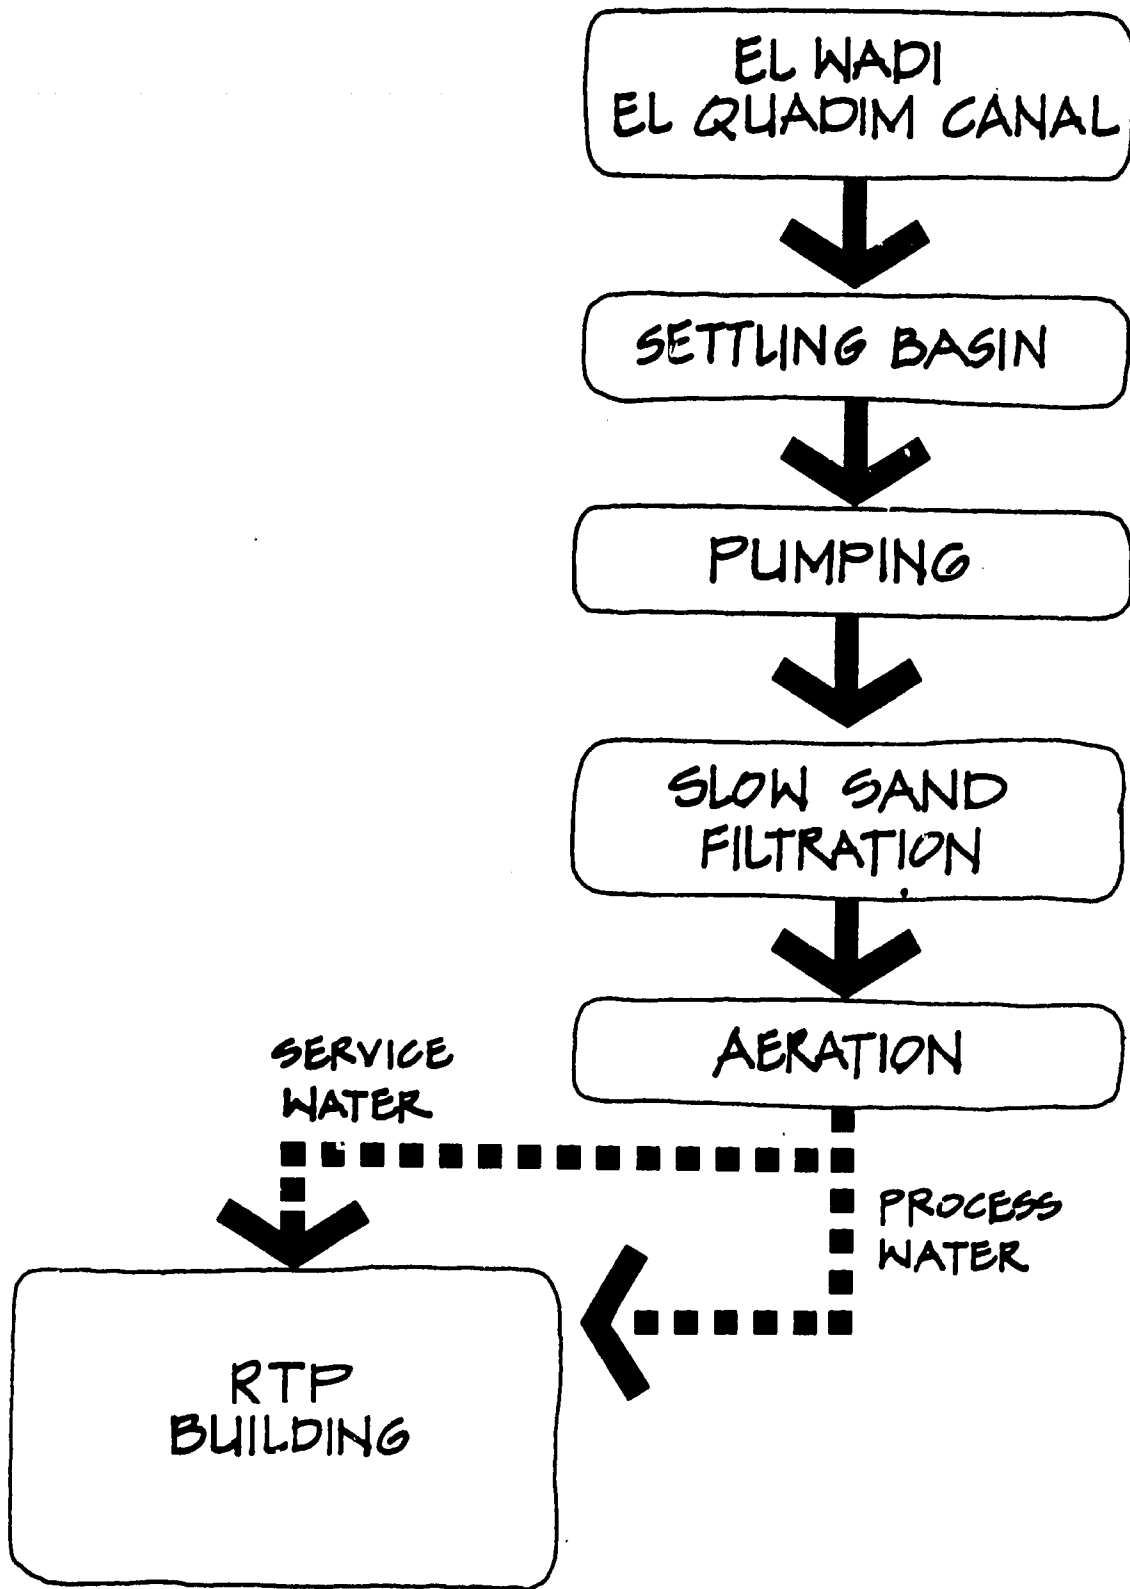 EL WADI
EL QUADIM CANAL
SETTLING BASIN
PUMPING
SLOW SAND
FILTRATION
AERATION
SERVICE
WATER
PROCESS
WATER
RTP
BUILDING